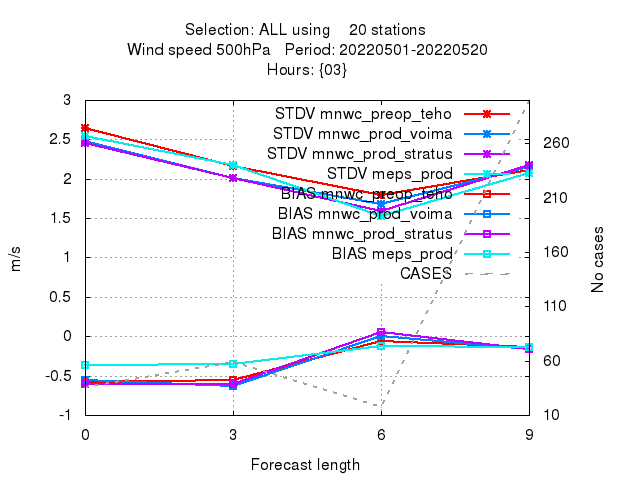 Selection: ALL using 20 stations
Wind speed 500hPa Period: 20220501-20220520
Hours: {03}
STDV mnwc_preop_teho
STDV mnwc_prod_voima
STDV mnwc_prod_stratus
STDV meps_prod
BIAS mnwc_preop_teho
BIAS mnwc_prod_voima
BIAS mnwc_prod_stratus
BIAS meps_prod
CASES
3
2.5
2
1.5
1
0.5
0
-0.5
-1
m/s
260
210
160
110
60
10
No cases
0 3 6 9
Forecast length